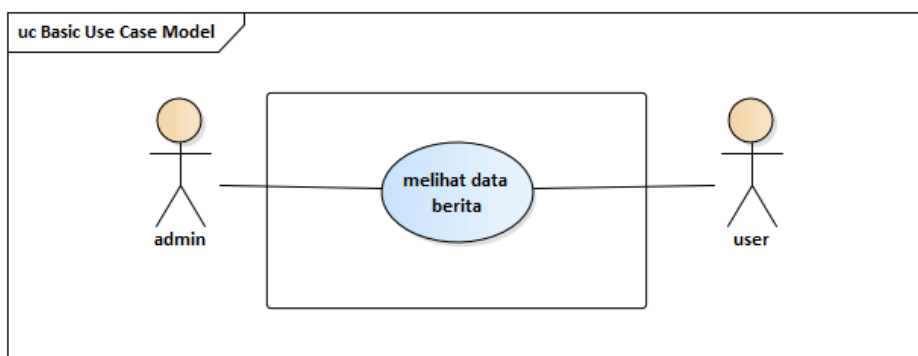 uc Basic Use Case Model
melihat data
berita
admin
user